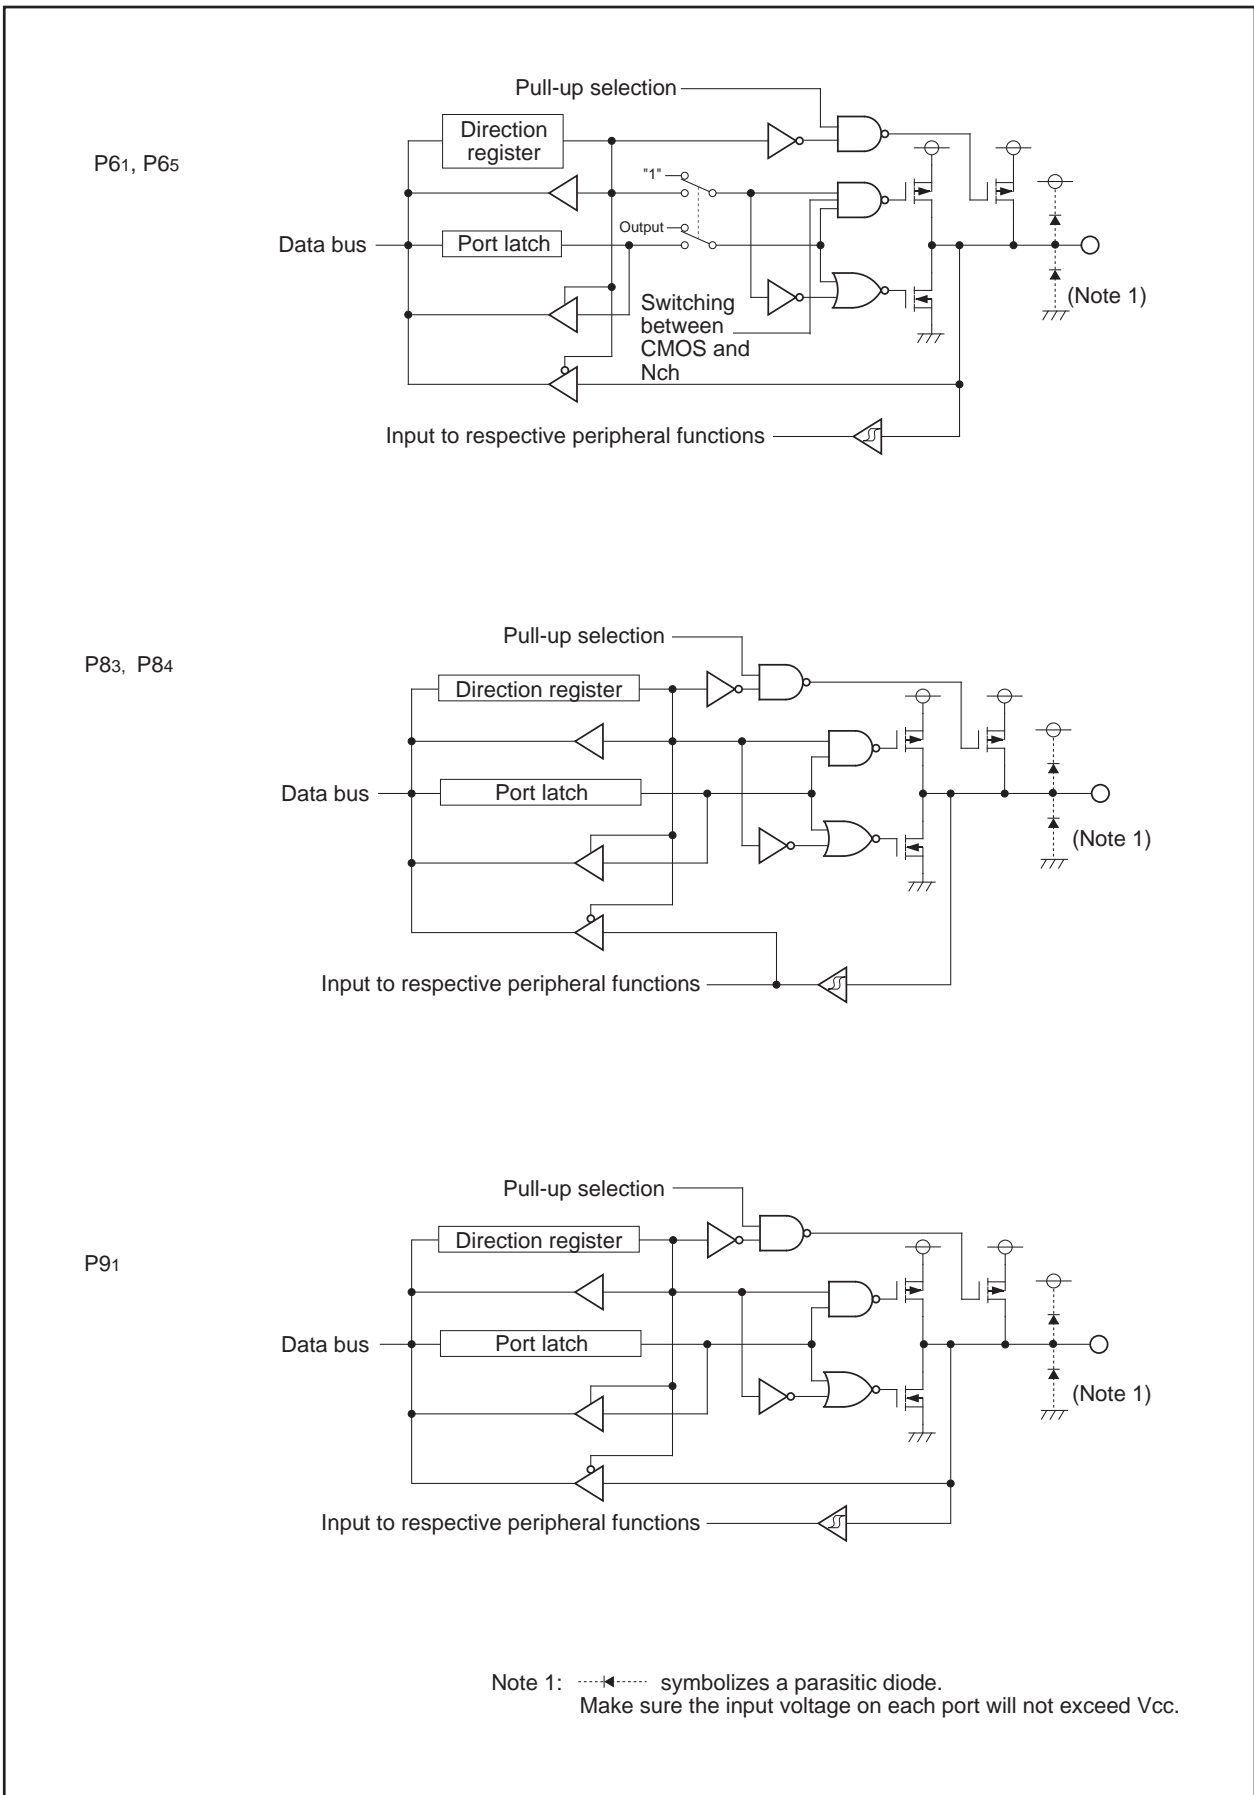 Pull-up selection
Direction
register
P61, P65
"1"
Output
Data bus
Port latch
Switching
between
CMOS and
Nch
(Note 1)
Input to respective peripheral functions
Pull-up selection
P83, P84
Direction register
Data bus
Port latch
(Note 1)
Input to respective peripheral functions
Pull-up selection
Direction register
P91
Data bus
Port latch
(Note 1)
Input to respective peripheral functions
Note 1: symbolizes a parasitic diode.
Make sure the input voltage on each port will not exceed Vcc.